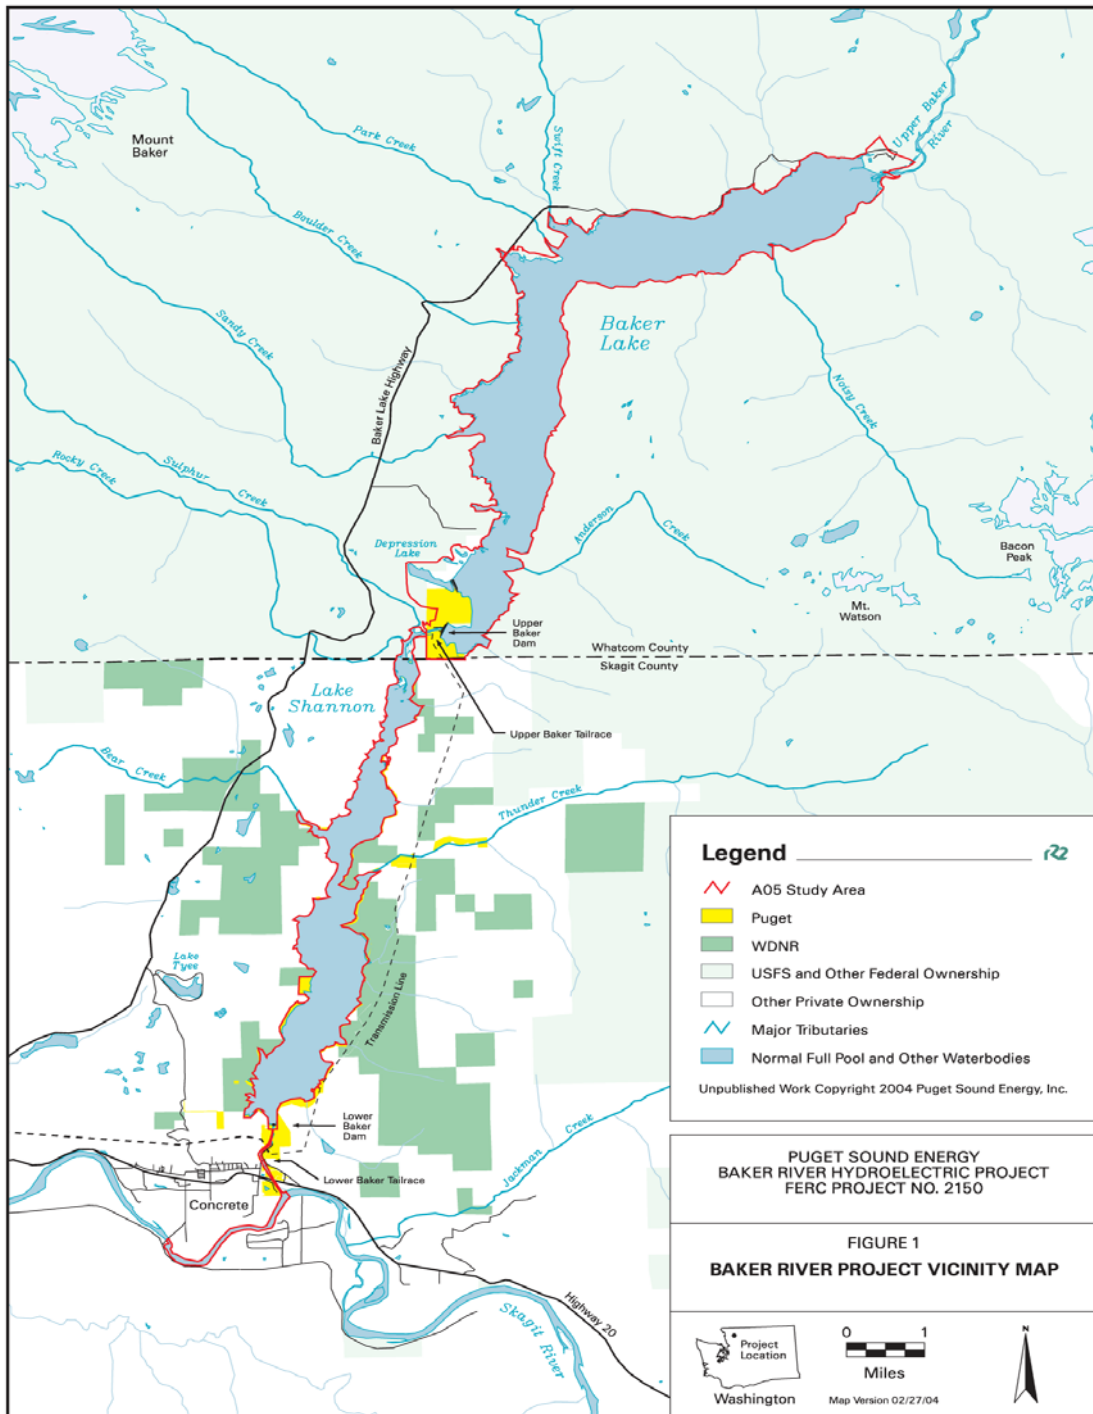 Mount
Baker
Park Creek
Swift Creek
Upper Baker
River
Boulder Creek
Sandy Creek
Baker
Lake
Baker Lake Highway
Noisy Creek
Rocky Creek
Sulphur
Creek
Anderson
Creek
Depression
Lake
Bacon
Peak
Mt.
Watson
Upper
Baker
Dam
Whatcom County
Skagit County
Lake
Shannon
Upper Baker Tailrace
Bear Creek
Thunder Creek
Lake
Tyee
Transmission Line
Lower
Baker
Dam
Lower Baker Tailrace
Jackman
Creek
Concrete
Highway 20
Skagit River
Legend
R2
A05 Study Area
Puget
WDNR
USFS and Other Federal Ownership
Other Private Ownership
Major Tributaries
Normal Full Pool and Other Waterbodies
Unpublished Work Copyright 2004 Puget Sound Energy, Inc.
PUGET SOUND ENERGY
BAKER RIVER HYDROELECTRIC PROJECT
FERC PROJECT NO. 2150
FIGURE 1
BAKER RIVER PROJECT VICINITY MAP
Project
Location
Washington
0 1
Miles
Map Version 02/27/04
N